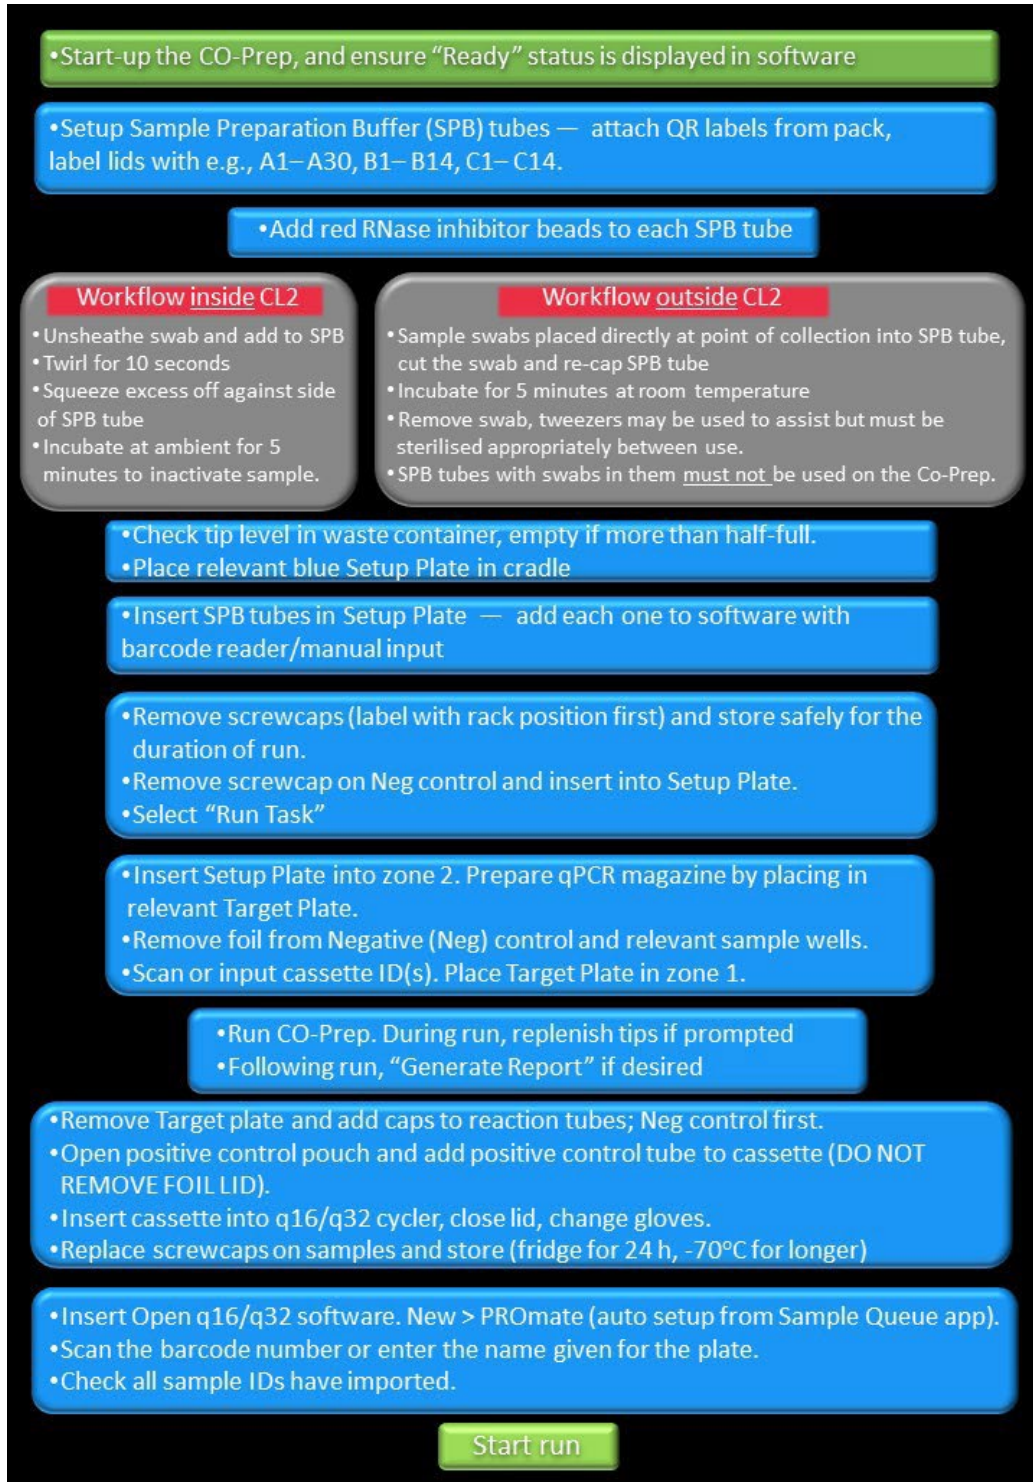 •Start-up the CO-Prep, and ensure “Ready” status is displayed in software
•Setup Sample Preparation Buffer (SPB) tubes — attach QR labels from pack,
label lids with e.g., A1–A30, B1–B14, C1–C14.
•Add red RNase inhibitor beads to each SPB tube
Workflow inside CL2
•Unsheathe swab and add to SPB
•Twirl for 10 seconds
•Squeeze excess off against side
of SPB tube
•Incubate at ambient for 5
minutes to inactivate sample.
Workflow outside CL2
•Sample swabs placed directly at point of collection into SPB tube,
cut the swab and re-cap SPB tube
•Incubate for 5 minutes at room temperature
•Remove swab, tweezers may be used to assist but must be
sterilised appropriately between use.
•SPB tubes with swabs in them must not be used on the Co-Prep.
•Check tip level in waste container, empty if more than half-full.
•Place relevant blue Setup Plate in cradle
•Insert SPB tubes in Setup Plate — add each one to software with
barcode reader/manual input
•Remove screwcaps (label with rack position first) and store safely for the
duration of run.
•Remove screwcap on Neg control and insert into Setup Plate.
•Select “Run Task”
•Insert Setup Plate into zone 2. Prepare qPCR magazine by placing in
relevant Target Plate.
•Remove foil from Negative (Neg) control and relevant sample wells.
•Scan or input cassette ID(s). Place Target Plate in zone 1.
•Run CO-Prep. During run, replenish tips if prompted
•Following run, “Generate Report” if desired
•Remove Target plate and add caps to reaction tubes; Neg control first.
•Open positive control pouch and add positive control tube to cassette (DO NOT
REMOVE FOIL LID).
•Insert cassette into q16/q32 cycler, close lid, change gloves.
•Replace screwcaps on samples and store (fridge for 24 h, -70°C for longer)
•Insert Open q16/q32 software. New > PROmate (auto setup from Sample Queue app).
•Scan the barcode number or enter the name given for the plate.
•Check all sample IDs have imported.
Start run